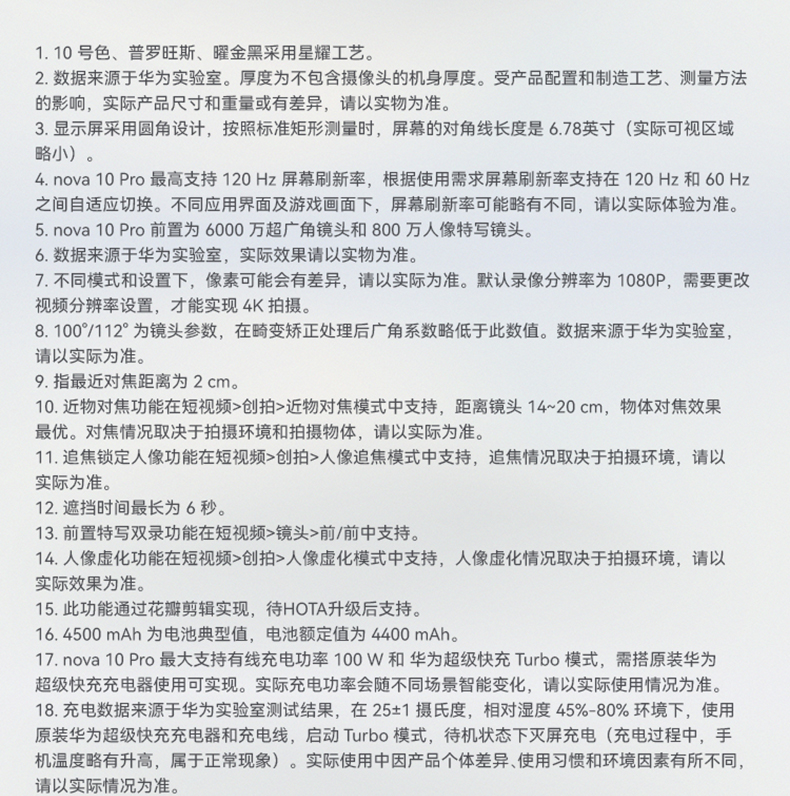 1. 10 号色、普罗旺斯、曜金黑采用星耀工艺。
2. 数据来源于华为实验室。厚度为不包含摄像头的机身厚度。受产品配置和制造工艺、测量方法
的影响，实际产品尺寸和重量或有差异，请以实物为准。
3. 显示屏采用圆角设计，按照标准矩形测量时，屏幕的对角线长度是 6.78英寸（实际可视区域
略小）。
4. nova 10 Pro 最高支持 120 Hz 屏幕刷新率，根据使用需求屏幕刷新率支持在 120 Hz 和 60 Hz
之间自适应切换。不同应用界面及游戏画面下，屏幕刷新率可能略有不同，请以实际体验为准。
5. nova 10 Pro 前置为 6000 万超广角镜头和 800 万人像特写镜头。
6. 数据来源于华为实验室，实际效果请以实物为准。
7. 不同模式和设置下，像素可能会有差异，请以实际为准。默认录像分辨率为 1080P，需要更改
视频分辨率设置，才能实现 4K 拍摄。
8. 100°/112° 为镜头参数，在畸变矫正处理后广角系数略低于此数值。数据来源于华为实验室，
请以实际为准。
9. 指最近对焦距离为 2 cm。
10. 近物对焦功能在短视频>创拍>近物对焦模式中支持，距离镜头 14~20 cm，物体对焦效果
最优。对焦情况取决于拍摄环境和拍摄物体，请以实际为准。
11. 追焦锁定人像功能在短视频>创拍>人像追焦模式中支持，追焦情况取决于拍摄环境，请以
实际为准。
12. 遮挡时间最长为 6 秒。
13. 前置特写双录功能在短视频>镜头>前/前中支持。
14. 人像虚化功能在短视频>创拍>人像虚化模式中支持，人像虚化情况取决于拍摄环境，请以
实际效果为准。
15. 此功能通过花瓣剪辑实现，待HOTA升级后支持。
16. 4500 mAh 为电池典型值，电池额定值为 4400 mAh。
17. nova 10 Pro 最大支持有线充电功率 100 W 和 华为超级快充 Turbo 模式，需搭原装华为
超级快充充电器使用可实现。实际充电功率会随不同场景智能变化，请以实际使用情况为准。
18. 充电数据来源于华为实验室测试结果，在 25±1 摄氏度，相对湿度 45%-80% 环境下，使用
原装华为超级快充充电器和充电线，启动 Turbo 模式，待机状态下灭屏充电（充电过程中，手
机温度略有升高，属于正常现象）。实际使用中因产品个体差异、使用习惯和环境因素有所不同，
请以实际情况为准。